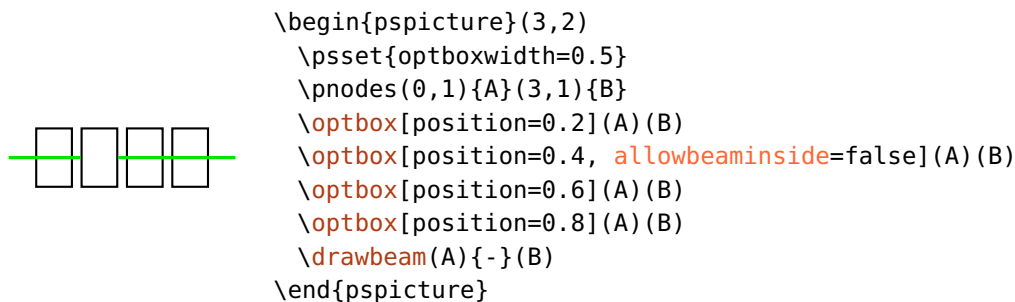 \begin{pspicture}(3,2)
  \psset{optboxwidth=0.5}
  \pnodes(0,1){A}(3,1){B}
  \optbox[position=0.2](A)(B)
  \optbox[position=0.4, allowbeaminside=false](A)(B)
  \optbox[position=0.6](A)(B)
  \optbox[position=0.8](A)(B)
  \drawbeam(A){-}(B)
\end{pspicture}